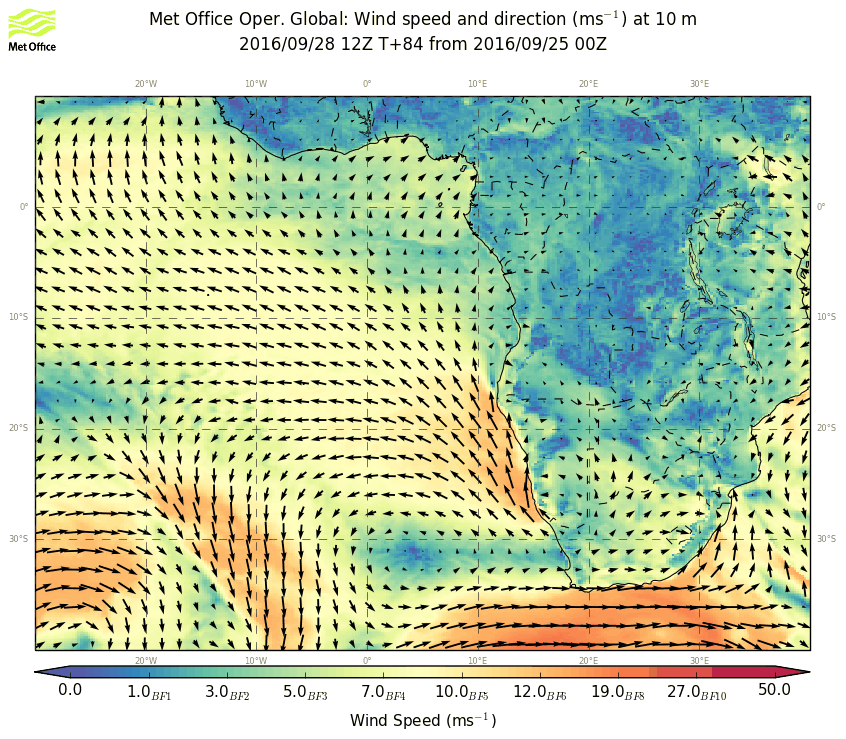 Met Office
Met Office Oper. Global: Wind speed and direction (ms⁻¹) at 10 m
2016/09/28 12Z T+84 from 2016/09/25 00Z
20°W 10°W 0° 10°E 20°E 30°E
0° 0°
10°S 10°S
20°S 20°S
30°S 30°S
20°W 10°W 0° 10°E 20°E 30°E
0.0 1.0BF1 3.0BF2 5.0BF3 7.0BF4 10.0BF5 12.0BF6 19.0BF8 27.0BF10 50.0
Wind Speed (ms⁻¹)